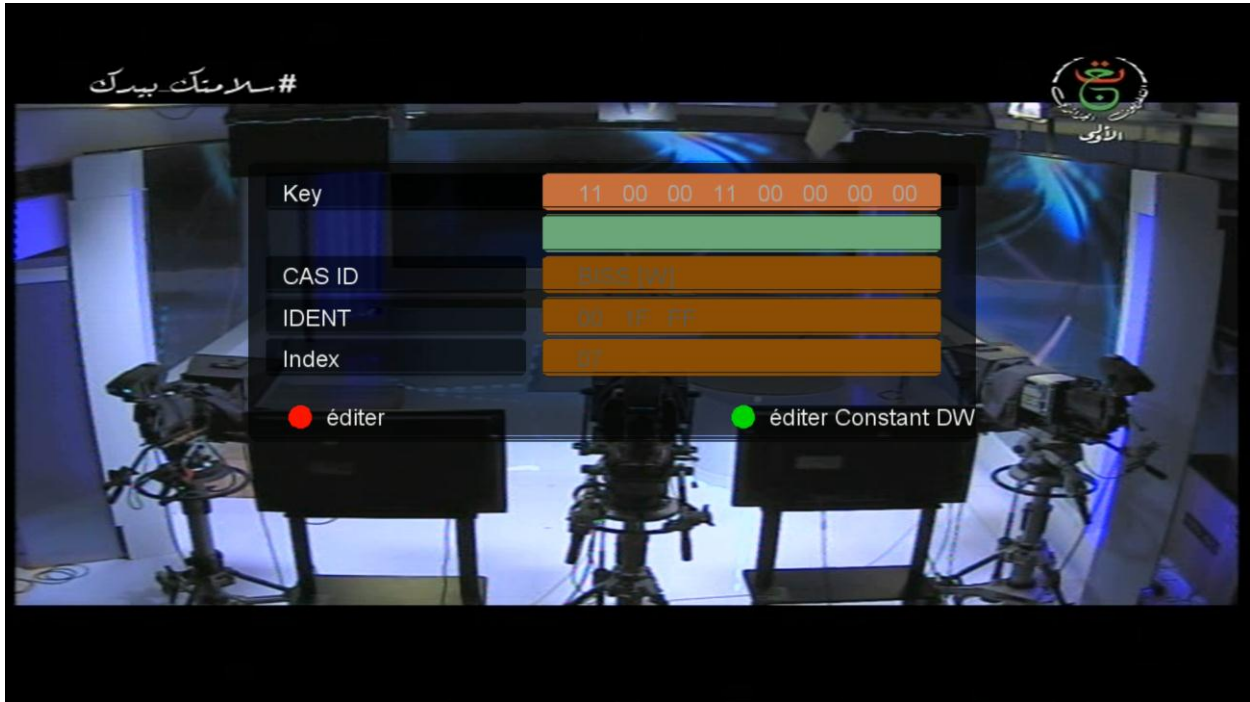 #سلامتك_بيدك
الأولى
Key 11 00 00 11 00 00 00 00
CAS ID BISS [W]
IDENT 00 1F FF
Index 07
éditer éditer Constant DW